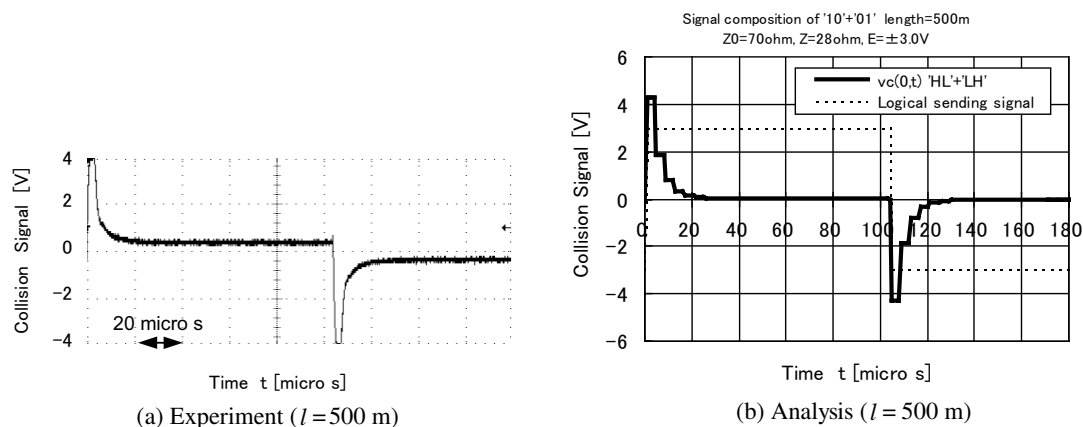 Collision Signal [V]
4
2
0
-2
-4
20 micro s
Time t [micro s]
(a) Experiment (l = 500 m)
Signal composition of '10'+'01' length=500m
Z0=70ohm, Z=28ohm, E=±3.0V
Collision Signal [V]
6
4
2
0
-2
-4
-6
vc(0,t) 'HL'+'LH'
Logical sending signal
0 20 40 60 80 100 120 140 160 180
Time t [micro s]
(b) Analysis (l = 500 m)